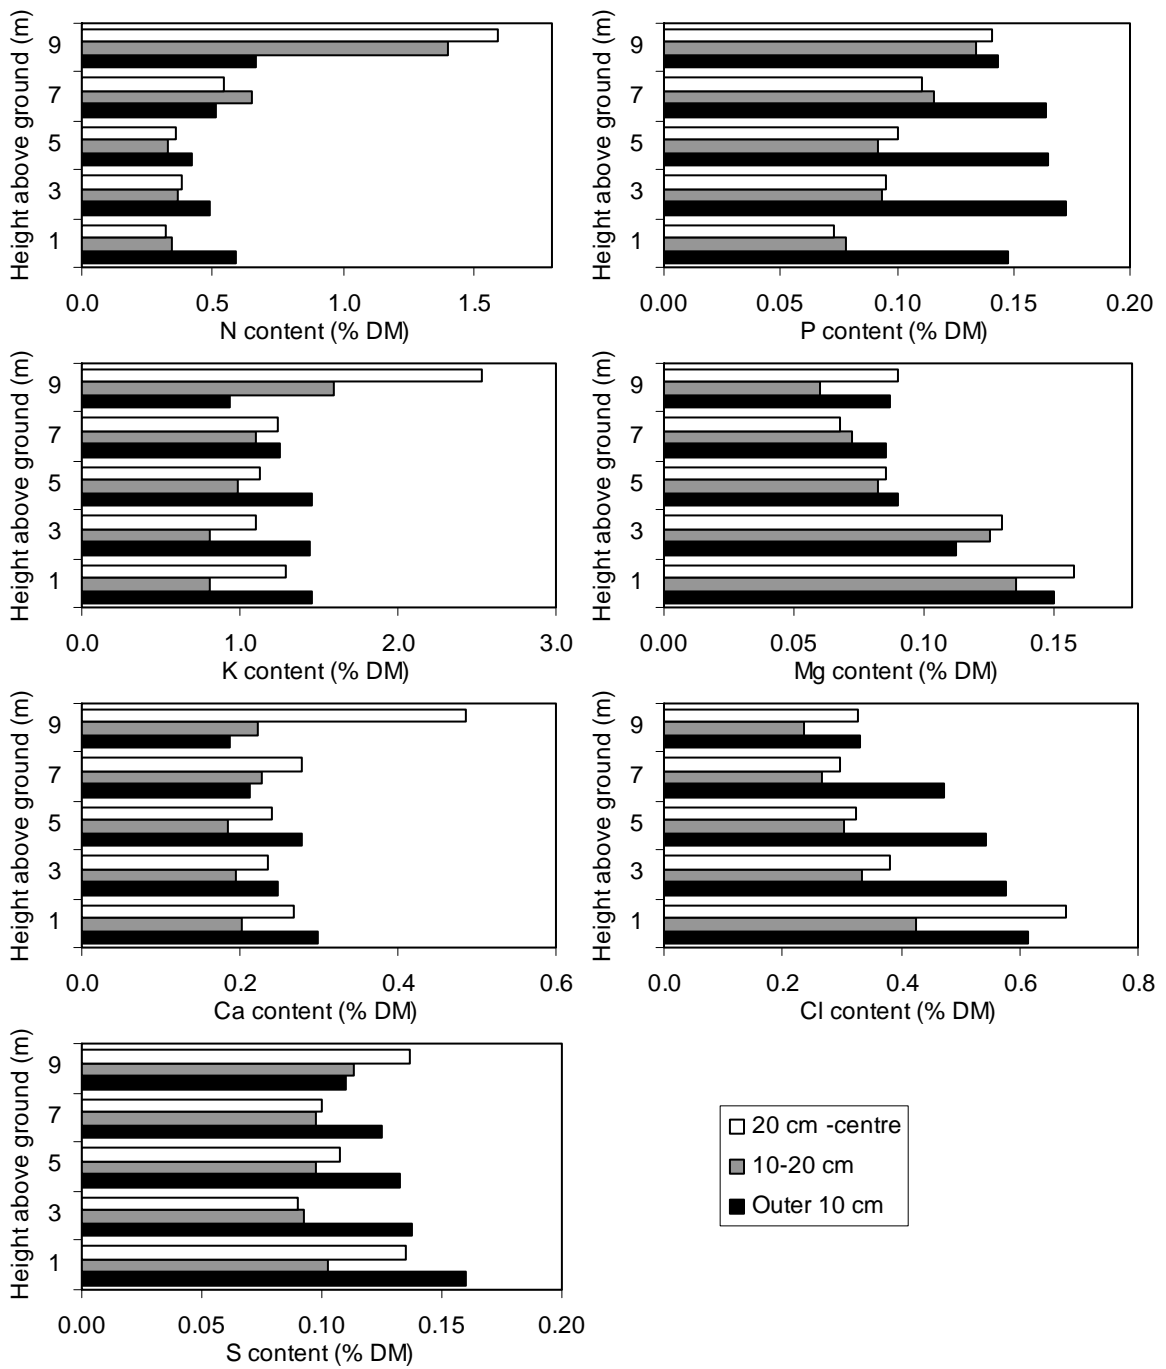 Height above ground (m)
9
7
5
3
1
0.0 0.5 1.0 1.5
N content (% DM)
Height above ground (m)
9
7
5
3
1
0.00 0.05 0.10 0.15 0.20
P content (% DM)
Height above ground (m)
9
7
5
3
1
0.0 1.0 2.0 3.0
K content (% DM)
Height above ground (m)
9
7
5
3
1
0.00 0.05 0.10 0.15
Mg content (% DM)
Height above ground (m)
9
7
5
3
1
0.0 0.2 0.4 0.6
Ca content (% DM)
Height above ground (m)
9
7
5
3
1
0.0 0.2 0.4 0.6 0.8
Cl content (% DM)
Height above ground (m)
9
7
5
3
1
0.00 0.05 0.10 0.15 0.20
S content (% DM)
20 cm -centre
10-20 cm
Outer 10 cm